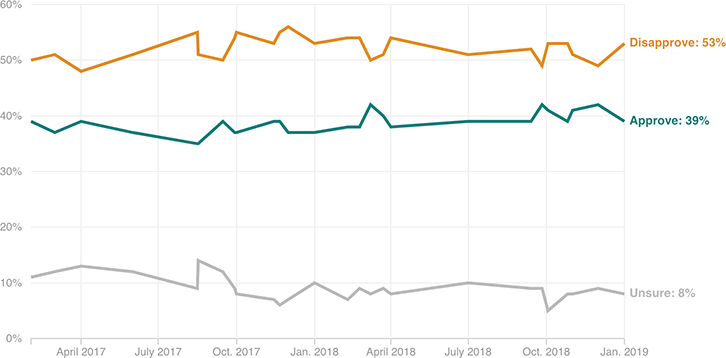 60%
50%
40%
30%
20%
10%
0%
Disapprove: 53%
Approve: 39%
Unsure: 8%
April 2017 July 2017 Oct. 2017 Jan. 2018 April 2018 July 2018 Oct. 2018 Jan. 2019